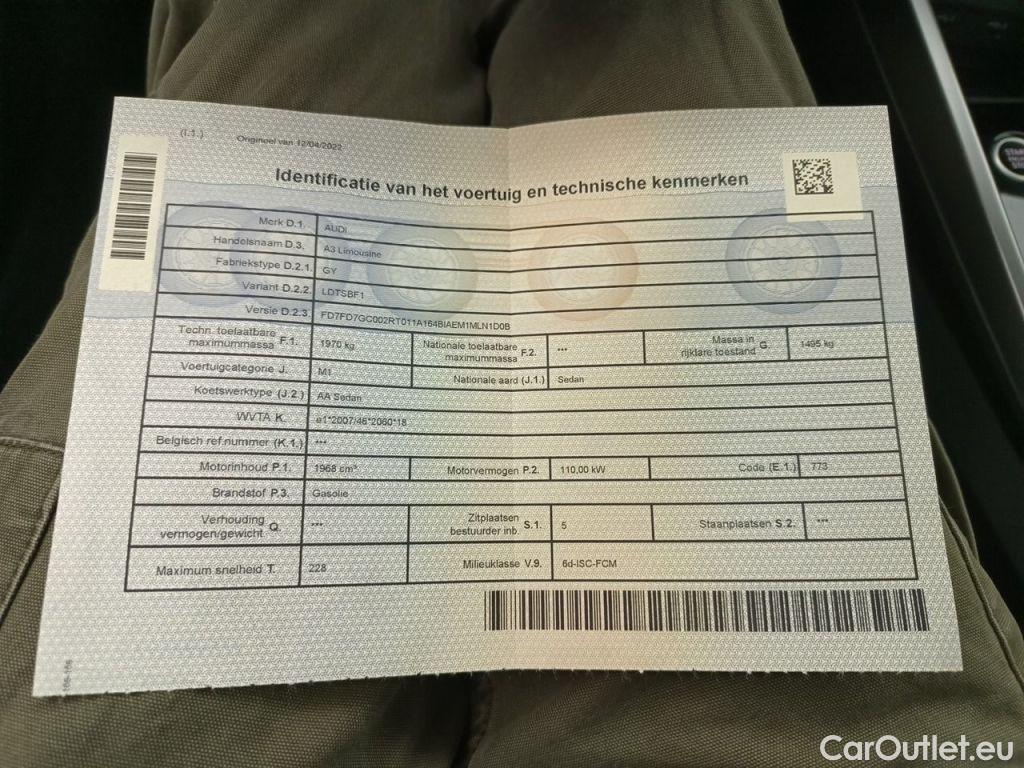 (I.1.)
Origineel van 12/04/2022
Identificatie van het voertuig en technische kenmerken
Merk D.1. AUDI
Handelsnaam D.3. A3 Limousine
Fabriekstype D.2.1. GY
Variant D.2.2. LDTSBF1
Versie D.2.3. FD7FD7GC002RT011A164BIAEM1MLN1D0B
Techn. toelaatbare maximummassa F.1. 1970 kg Nationale toelaatbare maximummassa F.2. --- Massa in rijklare toestand G. 1495 kg
Voertuigcategorie J. M1 Nationale aard (J.1.) Sedan
Koetswerktype (J.2.) AA Sedan
WVTA K. e1*2007/46*2060*18
Belgisch ref.nummer (K.1.) ---
Motorinhoud P.1. 1968 cm³ Motorvermogen P.2. 110,00 kW Code (E.1.) 773
Brandstof P.3. Gasolie
Verhouding vermogen/gewicht Q. --- Zitplaatsen bestuurder inb. S.1. 5 Staanplaatsen S.2. ---
Maximum snelheid T. 228 Milieuklasse V.9. 6d-ISC-FCM
START
STOP
CarOutlet.eu